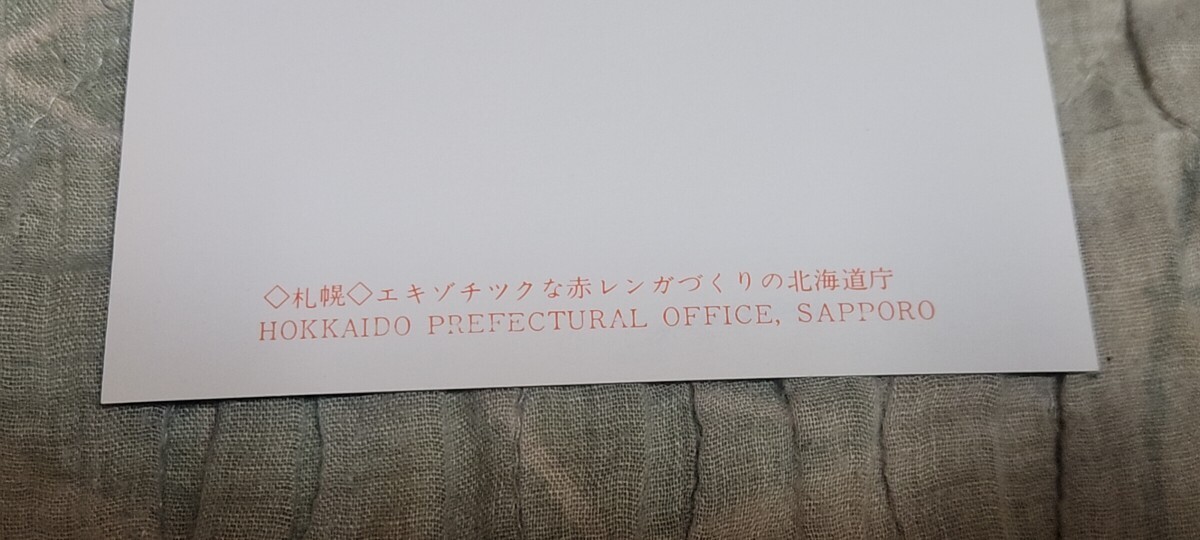 ◇札幌◇エキゾチツクな赤レンガづくりの北海道庁
HOKKAIDO PREFECTURAL OFFICE, SAPPORO